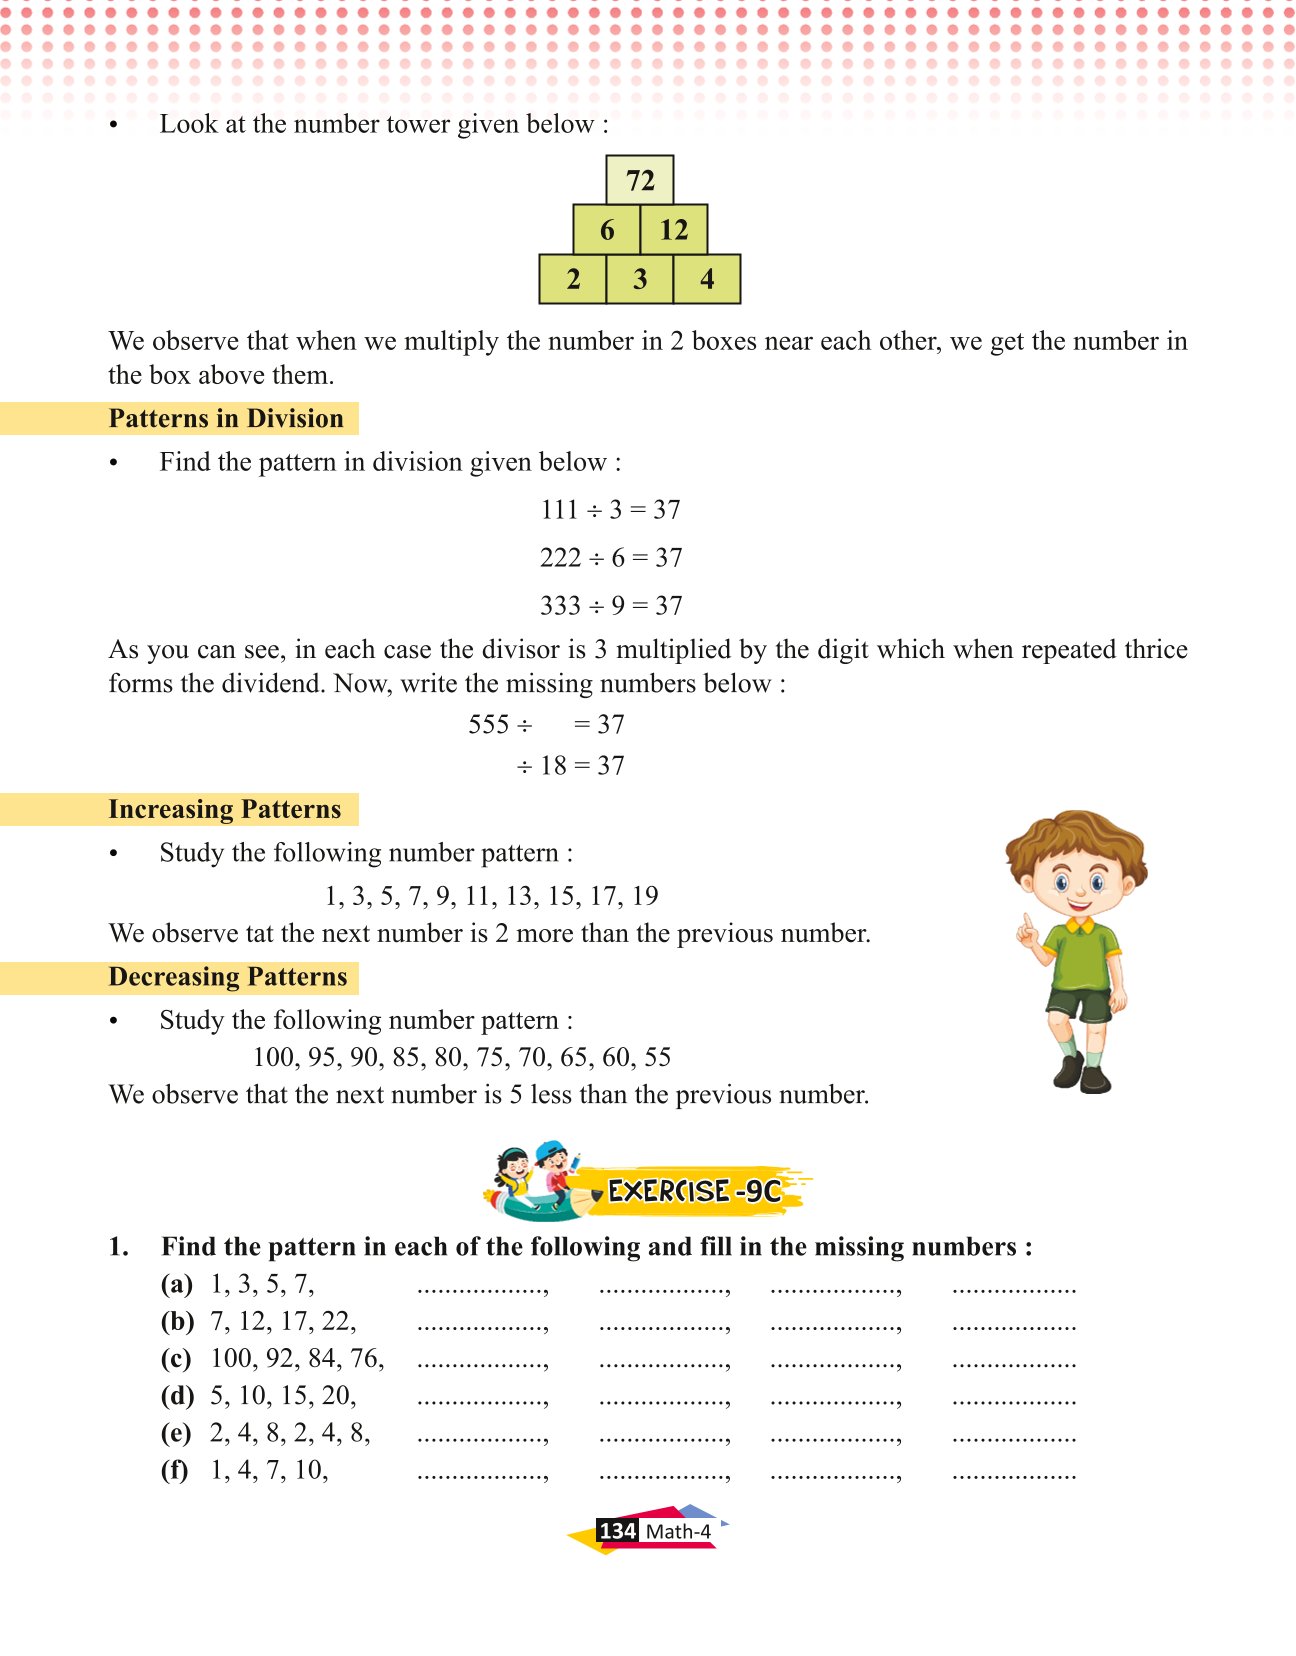 • Look at the number tower given below :
72
6 12
2 3 4
We observe that when we multiply the number in 2 boxes near each other, we get the number in
the box above them.
Patterns in Division
• Find the pattern in division given below :
111 ÷ 3 = 37
222 ÷ 6 = 37
333 ÷ 9 = 37
As you can see, in each case the divisor is 3 multiplied by the digit which when repeated thrice
forms the dividend. Now, write the missing numbers below :
555 ÷ = 37
÷ 18 = 37
Increasing Patterns
• Study the following number pattern :
1, 3, 5, 7, 9, 11, 13, 15, 17, 19
We observe tat the next number is 2 more than the previous number.
Decreasing Patterns
• Study the following number pattern :
100, 95, 90, 85, 80, 75, 70, 65, 60, 55
We observe that the next number is 5 less than the previous number.
EXERCISE -9C
1. Find the pattern in each of the following and fill in the missing numbers :
(a) 1, 3, 5, 7, .................., .................., .................., ..................
(b) 7, 12, 17, 22, .................., .................., .................., ..................
(c) 100, 92, 84, 76, .................., .................., .................., ..................
(d) 5, 10, 15, 20, .................., .................., .................., ..................
(e) 2, 4, 8, 2, 4, 8, .................., .................., .................., ..................
(f) 1, 4, 7, 10, .................., .................., .................., ..................
134 Math-4